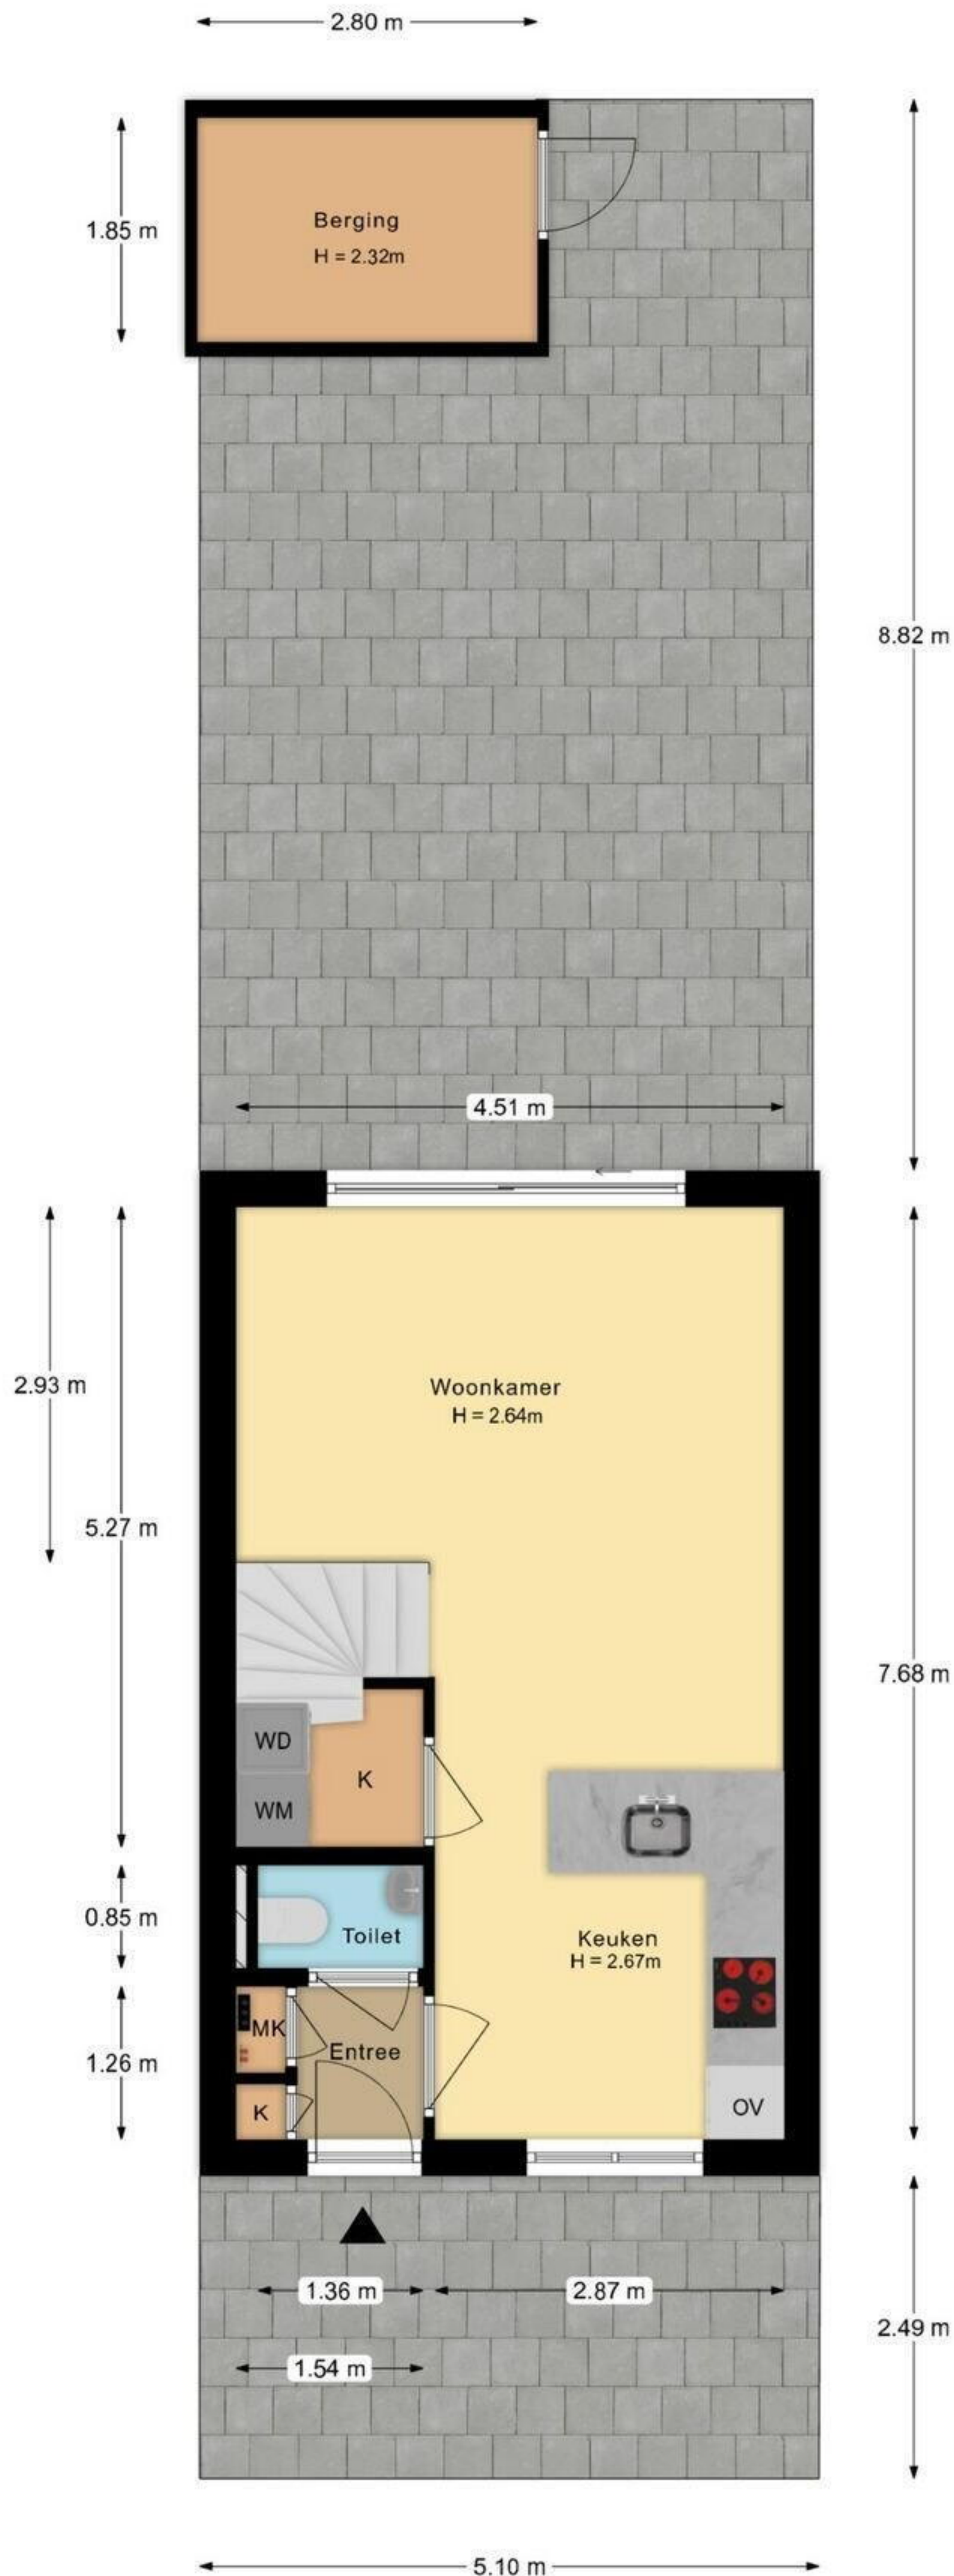 2.80 m
1.85 m
Berging
H = 2.32m
8.82 m
4.51 m
2.93 m
Woonkamer
H = 2.64m
5.27 m
7.68 m
WD
K
WM
0.85 m
Toilet
Keuken
H = 2.67m
MK
Entree
1.26 m
K
OV
1.36 m
2.87 m
2.49 m
1.54 m
5.10 m